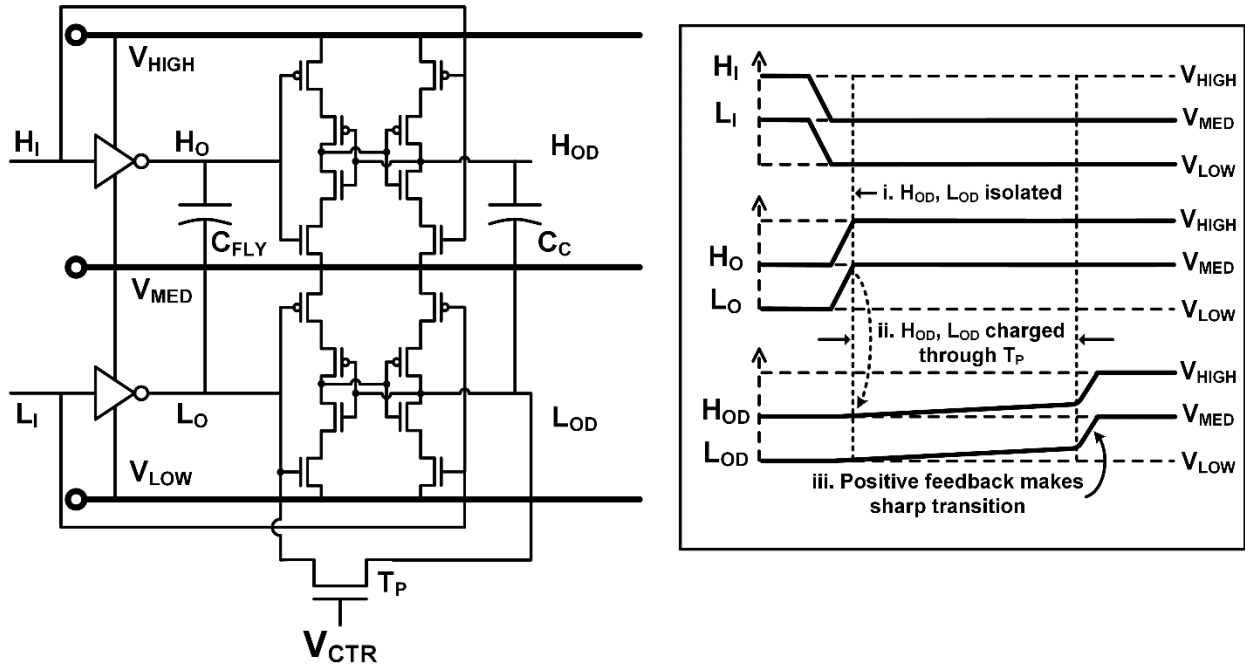 V_HIGH
H_I
H_O
H_OD
C_FLY
C_C
V_MED
L_I
L_O
L_OD
V_LOW
T_P
V_CTR
H_I
V_HIGH
L_I
V_MED
V_LOW
i. H_OD, L_OD isolated
V_HIGH
H_O
V_MED
L_O
V_LOW
ii. H_OD, L_OD charged
through T_P
V_HIGH
H_OD
V_MED
L_OD
V_LOW
iii. Positive feedback makes
sharp transition